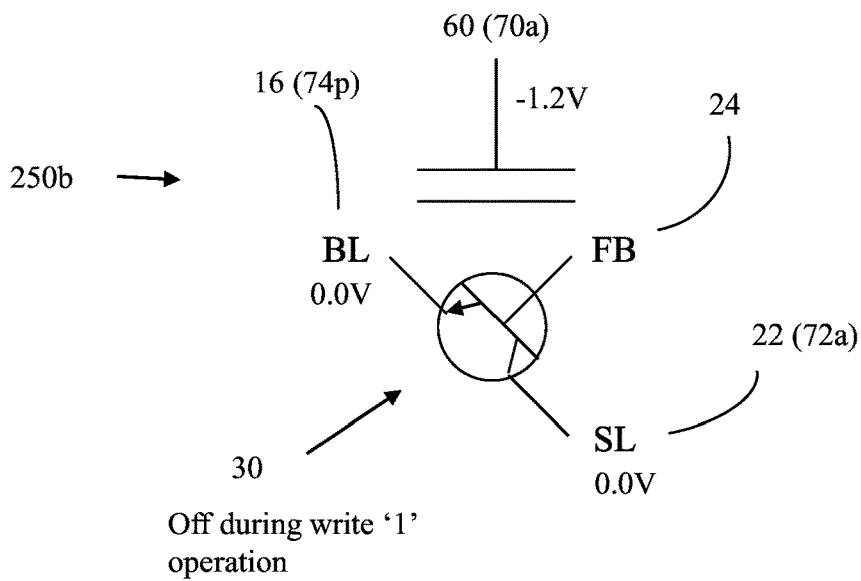 60 (70a)
16 (74p)
-1.2V
24
250b
BL
FB
0.0V
22 (72a)
SL
30
0.0V
Off during write ‘1’
operation